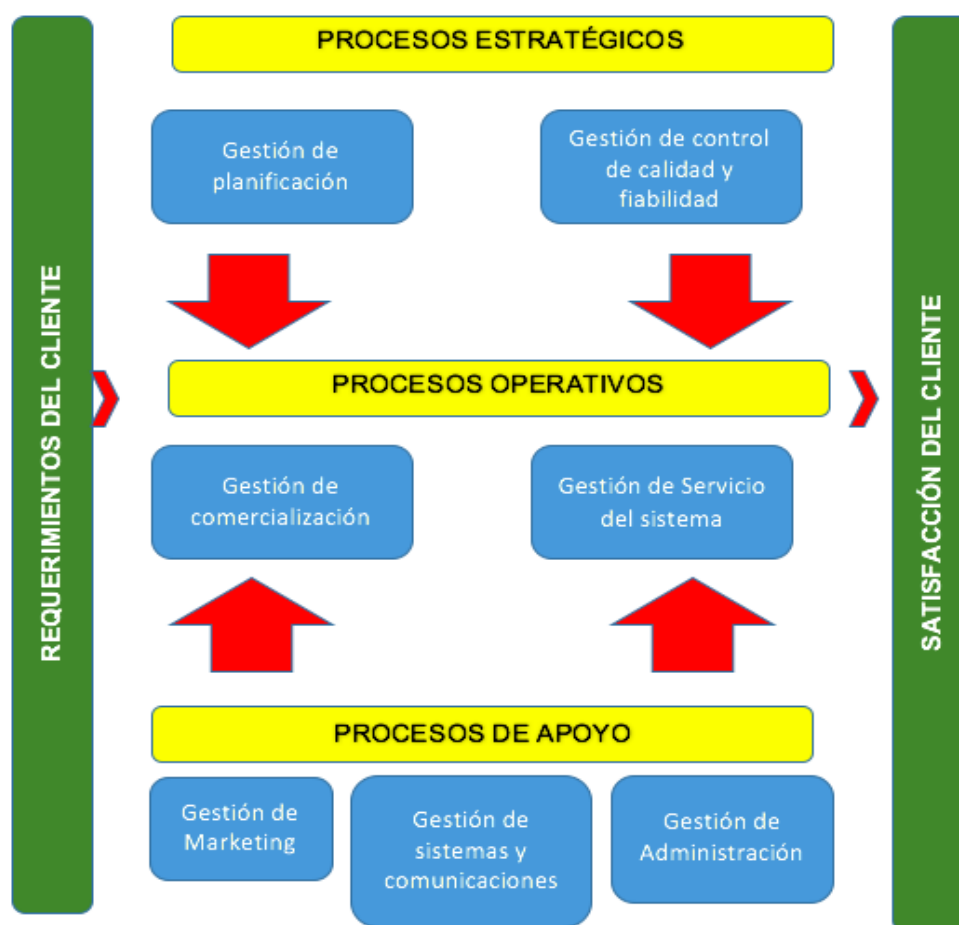 REQUERIMIENTOS DEL CLIENTE
PROCESOS ESTRATÉGICOS
Gestión de
planificación
Gestión de control
de calidad y
fiabilidad
PROCESOS OPERATIVOS
Gestión de
comercialización
Gestión de Servicio
del sistema
PROCESOS DE APOYO
Gestión de
Marketing
Gestión de
sistemas y
comunicaciones
Gestión de
Administración
SATISFACCIÓN DEL CLIENTE